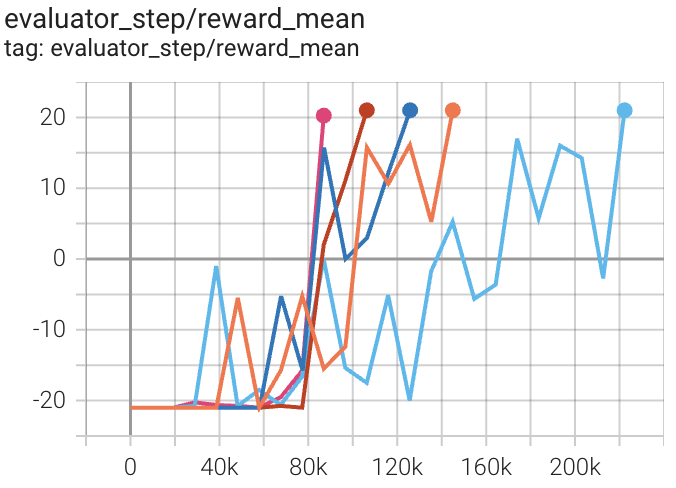 evaluator_step/reward_mean
tag: evaluator_step/reward_mean
20
10
0
-10
-20
0 40k 80k 120k 160k 200k